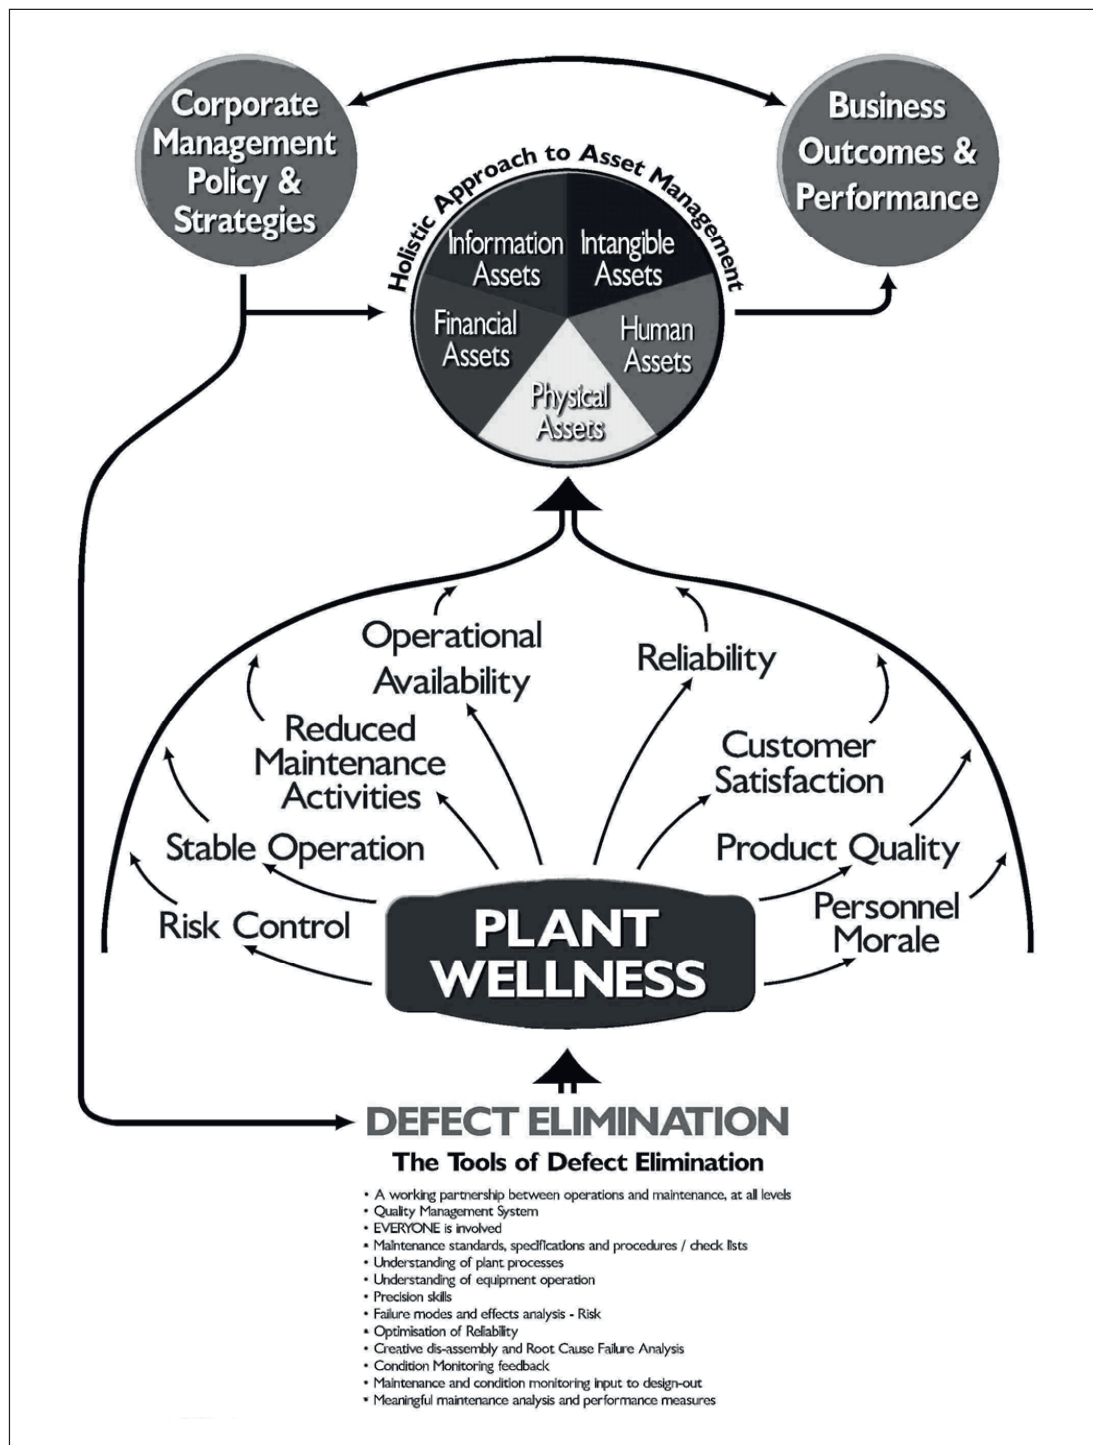 Corporate
Management
Policy &
Strategies
Business
Outcomes &
Performance
Holistic Approach to Asset Management
Information
Assets
Intangible
Assets
Financial
Assets
Human
Assets
Physical
Assets
Operational
Availability
Reliability
Reduced
Maintenance
Activities
Customer
Satisfaction
Stable Operation
Product Quality
Risk Control
Personnel
Morale
PLANT
WELLNESS
DEFECT ELIMINATION
The Tools of Defect Elimination
• A working partnership between operations and maintenance, at all levels
• Quality Management System
• EVERYONE is involved
• Maintenance standards, specifications and procedures / check lists
• Understanding of plant processes
• Understanding of equipment operation
• Precision skills
• Failure modes and effects analysis - Risk
• Optimisation of Reliability
• Creative dis-assembly and Root Cause Failure Analysis
• Condition Monitoring feedback
• Maintenance and condition monitoring input to design-out
• Meaningful maintenance analysis and performance measures